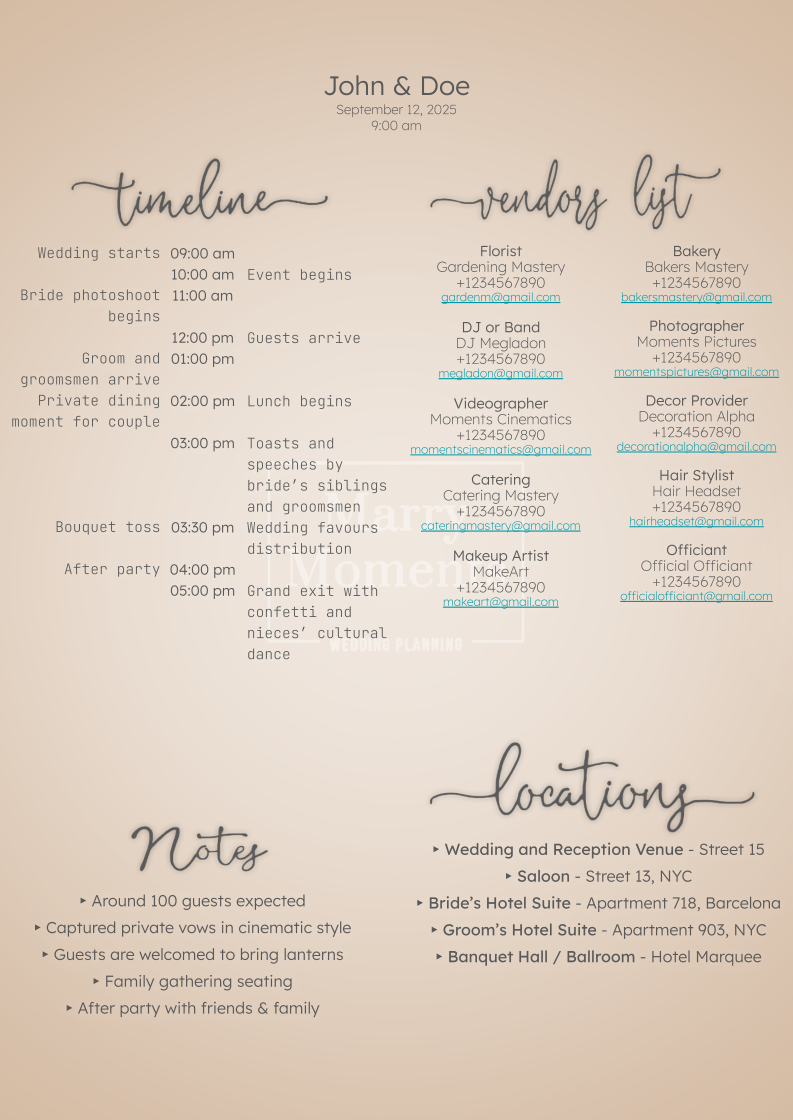 John & Doe
September 12, 2025
9:00 am
timeline
Wedding starts 09:00 am
10:00 am Event begins
Bride photoshoot 11:00 am
begins
12:00 pm Guests arrive
Groom and 01:00 pm
groomsmen arrive
Private dining 02:00 pm Lunch begins
moment for couple
03:00 pm Toasts and
speeches by
bride’s siblings
and groomsmen
Bouquet toss 03:30 pm Wedding favours
distribution
After party 04:00 pm
05:00 pm Grand exit with
confetti and
nieces’ cultural
dance
Marry
Moments
WEDDING PLANNING
vendors list
Florist
Gardening Mastery
+1234567890
gardenm@gmail.com
DJ or Band
DJ Megladon
+1234567890
megladon@gmail.com
Videographer
Moments Cinematics
+1234567890
momentscinematics@gmail.com
Catering
Catering Mastery
+1234567890
cateringmastery@gmail.com
Makeup Artist
MakeArt
+1234567890
makeart@gmail.com
Bakery
Bakers Mastery
+1234567890
bakersmastery@gmail.com
Photographer
Moments Pictures
+1234567890
momentspictures@gmail.com
Decor Provider
Decoration Alpha
+1234567890
decorationalpha@gmail.com
Hair Stylist
Hair Headset
+1234567890
hairheadset@gmail.com
Officiant
Official Officiant
+1234567890
officialofficiant@gmail.com
Notes
‣ Around 100 guests expected
‣ Captured private vows in cinematic style
‣ Guests are welcomed to bring lanterns
‣ Family gathering seating
‣ After party with friends & family
locations
‣ Wedding and Reception Venue - Street 15
‣ Saloon - Street 13, NYC
‣ Bride’s Hotel Suite - Apartment 718, Barcelona
‣ Groom’s Hotel Suite - Apartment 903, NYC
‣ Banquet Hall / Ballroom - Hotel Marquee